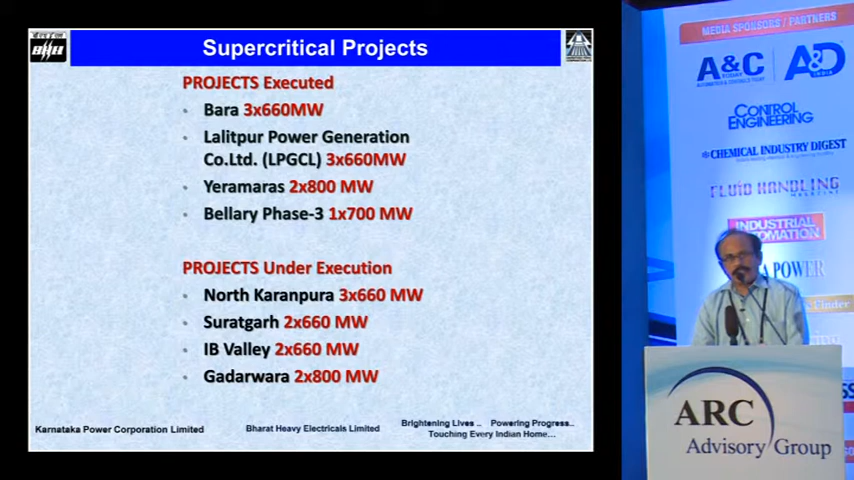 Supercritical Projects
PROJECTS Executed
Bara 3x660MW
Lalitpur Power Generation
Co.Ltd. (LPGCL) 3x660MW
Yeramaras 2x800 MW
Bellary Phase-3 1x700 MW
PROJECTS Under Execution
North Karanpura 3x660 MW
Suratgarh 2x660 MW
IB Valley 2x660 MW
Gadarwara 2x800 MW
Karnataka Power Corporation Limited
Bharat Heavy Electricals Limited
Brightening Lives .. Powering Progress..
Touching Every Indian Home...
MEDIA SPONSORS / PARTNERS
A&C
A&D
INDIA
CONTROL
ENGINEERING
CHEMICAL INDUSTRY DIGEST
FLUID HANDLING
INDUSTRIAL
AUTOMATION
POWER
Finder
ARC
Advisory Group